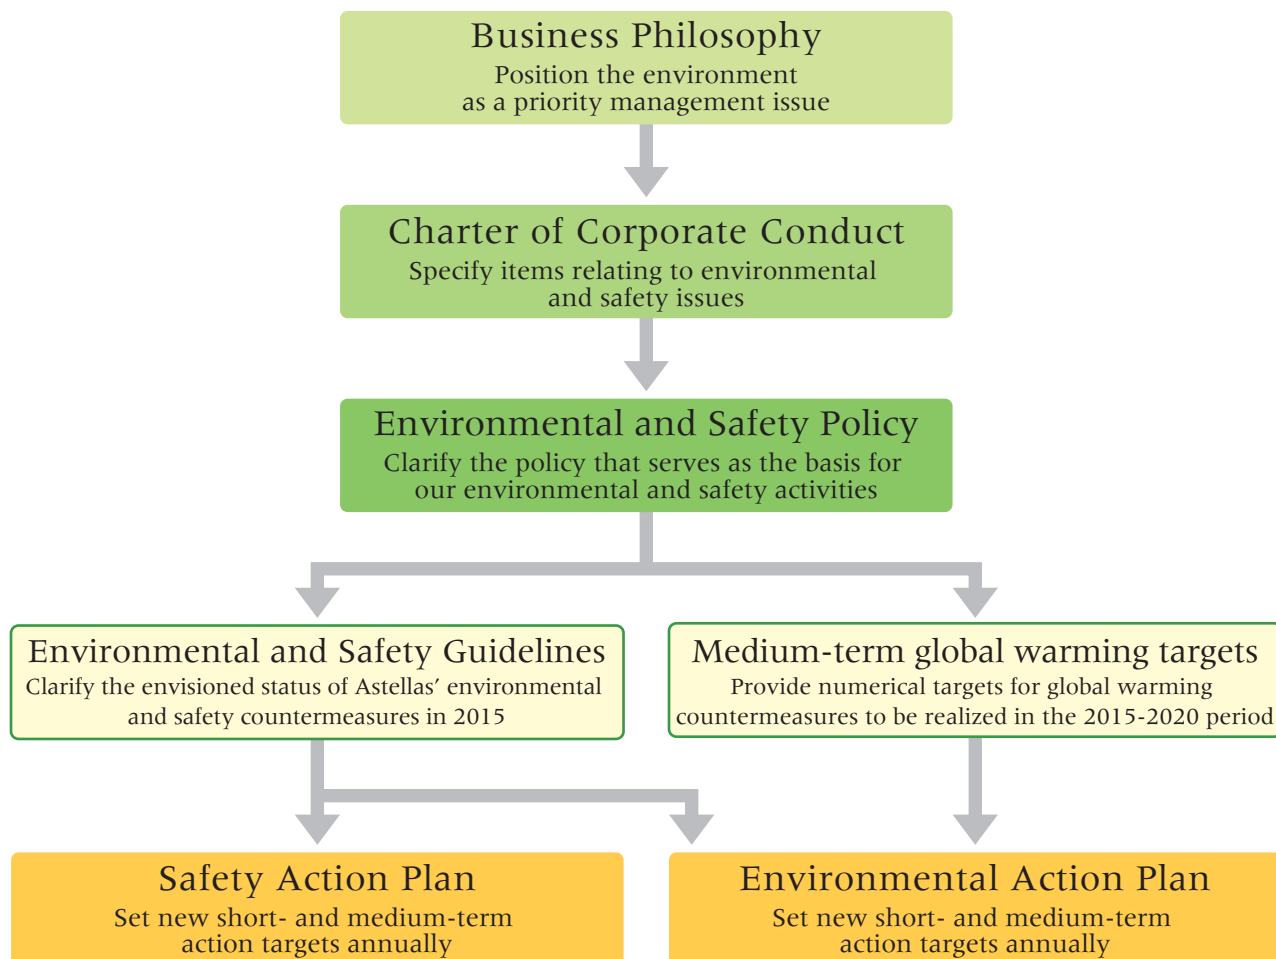 Business Philosophy
Position the environment
as a priority management issue
Charter of Corporate Conduct
Specify items relating to environmental
and safety issues
Environmental and Safety Policy
Clarify the policy that serves as the basis for
our environmental and safety activities
Environmental and Safety Guidelines
Clarify the envisioned status of Astellas’ environmental
and safety countermeasures in 2015
Medium-term global warming targets
Provide numerical targets for global warming
countermeasures to be realized in the 2015-2020 period
Safety Action Plan
Set new short- and medium-term
action targets annually
Environmental Action Plan
Set new short- and medium-term
action targets annually